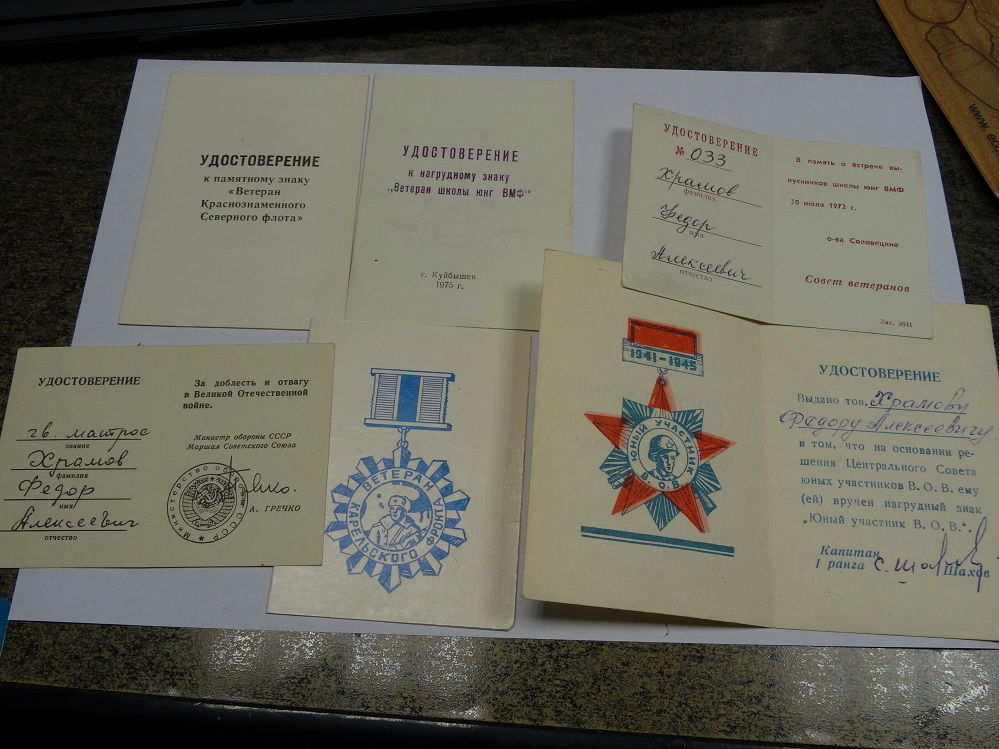 УДОСТОВЕРЕНИЕ
к памятному знаку
«Ветеран
Краснознаменного
Северного флота»
УДОСТОВЕРЕНИЕ
к нагрудному знаку
„Ветеран школы юнг ВМФ“
г. Куйбышев
1975 г.
УДОСТОВЕРЕНИЕ
№ 033
Храмов
фамилия
Федор
имя
Алексеевич
отчество
В память о встрече вы-
пускников школы юнг ВМФ
28 июля 1972 г.
о-ва Соловецкие
Совет ветеранов
УДОСТОВЕРЕНИЕ
гв. матрос
звание
Храмов
фамилия
Федор
имя
Алексеевич
отчество
За доблесть и отвагу
в Великой Отечественной
войне.
Министр обороны СССР
Маршал Советского Союза
Министерство обороны СССР
А. ГРЕЧКО
ВЕТЕРАН
КАРЕЛЬСКОГО ФРОНТА
1941-1945
ЮНЫЙ УЧАСТНИК
В.О.В.
УДОСТОВЕРЕНИЕ
Выдано тов. Храмову
Федору Алексеевичу
в том, что на основании ре-
шения Центрального Совета
юных участников В. О. В. ему
(ей) вручен нагрудный знак
„Юный участник В. О. В.“.
Капитан
I ранга С. Шахов